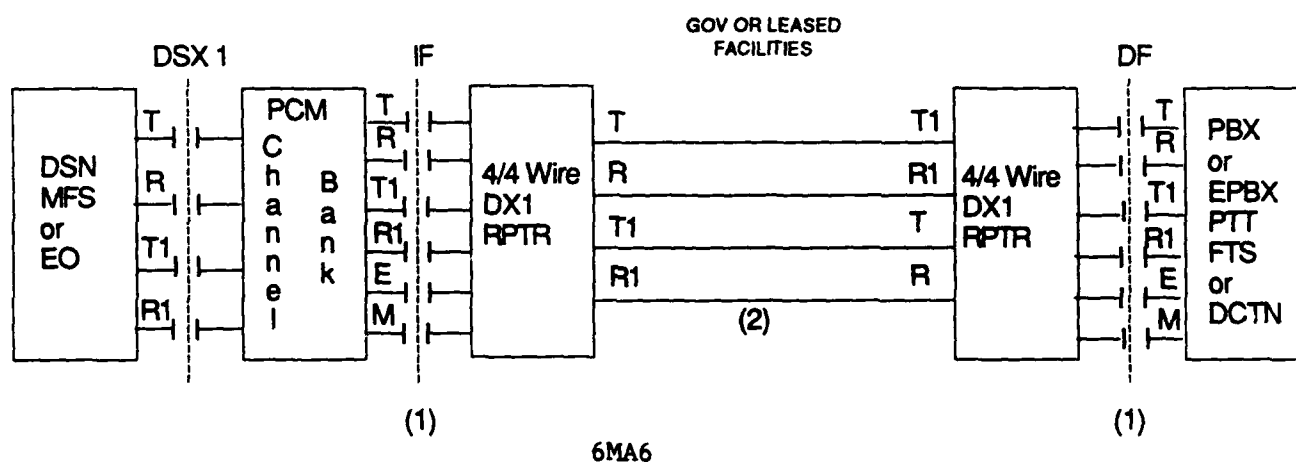 GOV OR LEASED
FACILITIES
DSX 1
IF
DF
DSN
MFS
or
EO
T
R
T1
R1
PCM
Channel
Bank
T
R
T1
R1
E
M
4/4 Wire
DX1
RPTR
T
R
T1
R1
T1
R1
T
R
(2)
4/4 Wire
DX1
RPTR
T
R
T1
R1
E
M
PBX
or
EPBX
PTT
FTS
or
DCTN
(1)
(1)
6MA6